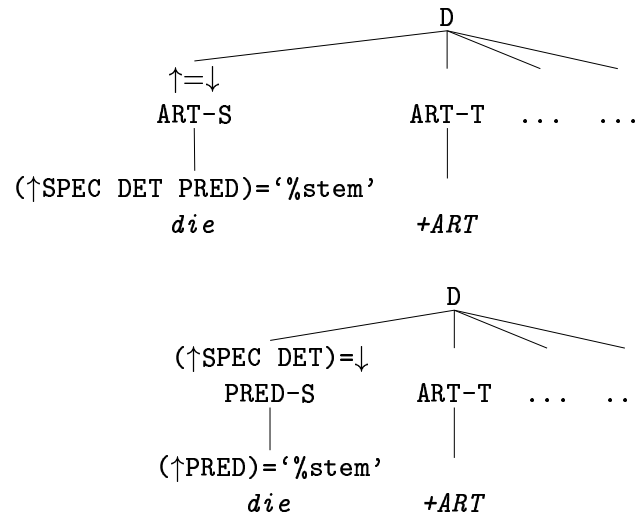 D
↑=↓
ART-S ART-T ... ...
(↑SPEC DET PRED)=‘%stem’
die +ART
D
(↑SPEC DET)=↓
PRED-S ART-T ... ..
(↑PRED)=‘%stem’
die +ART